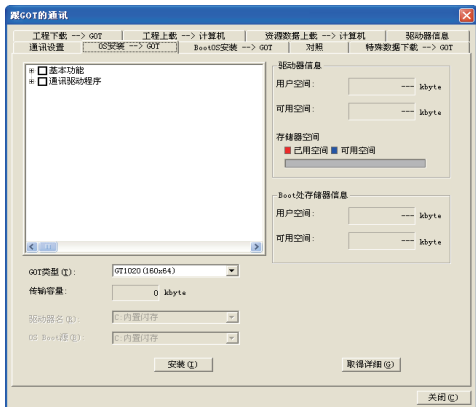 跟GOT的通讯
工程下载 --> GOT
工程上载 --> 计算机
资源数据上载 --> 计算机
驱动器信息
通讯设置
OS安装 --> GOT
BootOS安装 --> GOT
对照
特殊数据下载 --> GOT
基本功能
通讯驱动程序
驱动器信息
用户空间:
--- kbyte
可用空间:
--- kbyte
存储器空间
已用空间 可用空间
Boot处存储器信息
用户空间:
--- kbyte
可用空间:
--- kbyte
GOT类型(T):
GT1020(160x64)
传输容量:
0 kbyte
驱动器名(R):
C:内置闪存
OS Boot源(B):
C:内置闪存
安装(I)
取得详细(G)
关闭(C)